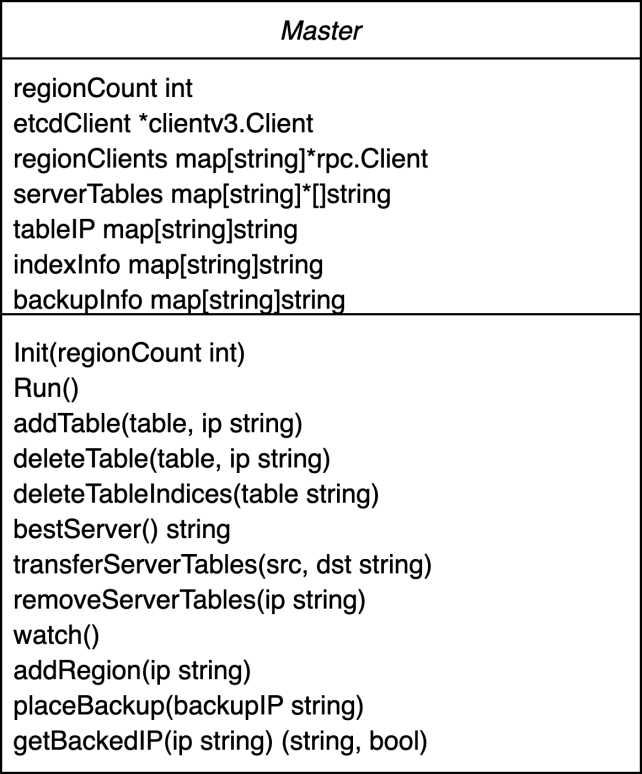 Master
regionCount int
etcdClient *clientv3.Client
regionClients map[string]*rpc.Client
serverTables map[string]*[]string
tableIP map[string]string
indexInfo map[string]string
backupInfo map[string]string
Init(regionCount int)
Run()
addTable(table, ip string)
deleteTable(table, ip string)
deleteTableIndices(table string)
bestServer() string
transferServerTables(src, dst string)
removeServerTables(ip string)
watch()
addRegion(ip string)
placeBackup(backupIP string)
getBackedIP(ip string) (string, bool)